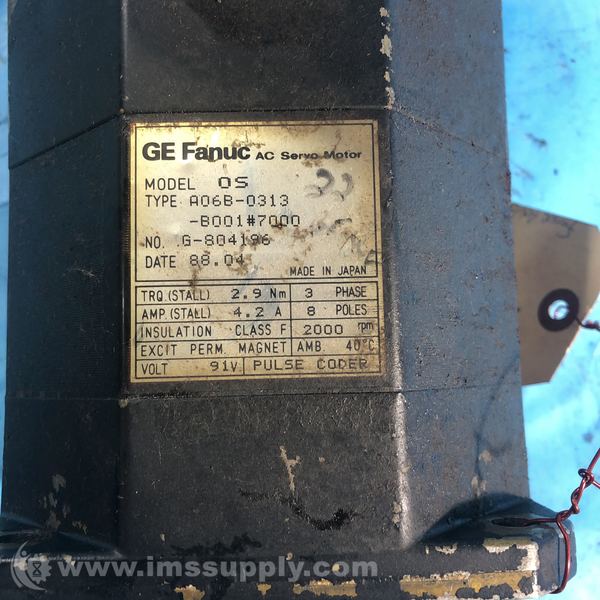 GE Fanuc AC Servo Motor
MODEL 0S
TYPE A06B-0313
-B001#7000
NO. G-804196
DATE 88.04
MADE IN JAPAN
22
TRQ.(STALL) 2.9 Nm 3 PHASE
AMP.(STALL) 4.2 A 8 POLES
INSULATION CLASS F 2000 rpm
EXCIT PERM. MAGNET AMB. 40°C
VOLT 91V PULSE CODER
www.imssupply.com